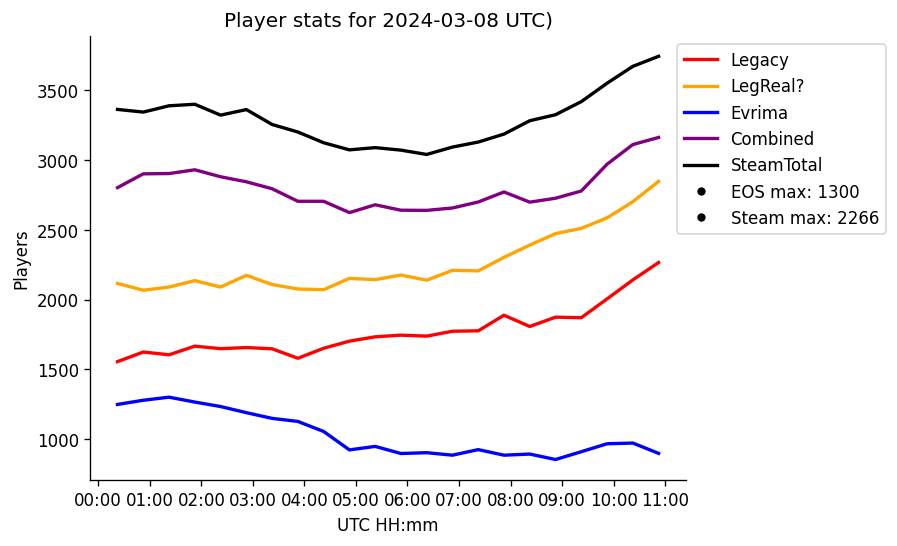 Player stats for 2024-03-08 UTC)
Players
3500
3000
2500
2000
1500
1000
00:00 01:00 02:00 03:00 04:00 05:00 06:00 07:00 08:00 09:00 10:00 11:00
UTC HH:mm
Legacy
LegReal?
Evrima
Combined
SteamTotal
EOS max: 1300
Steam max: 2266